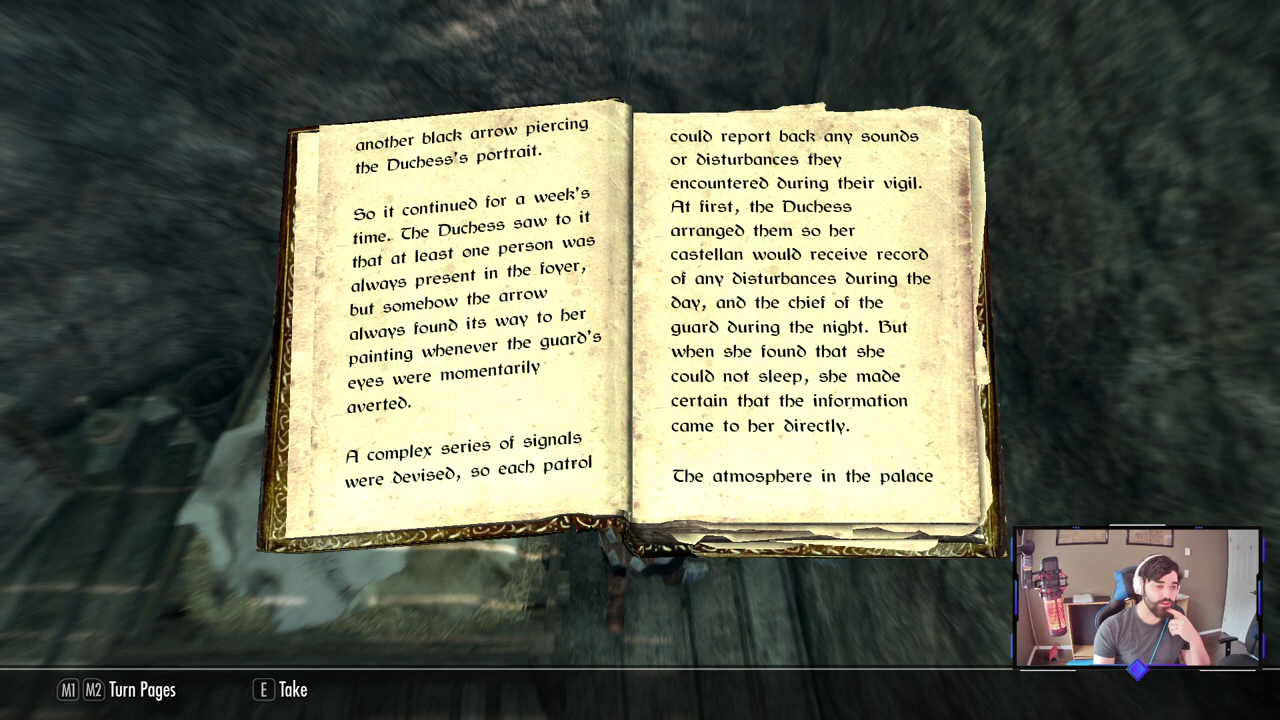 another black arrow piercing
the Duchess's portrait.
So it continued for a week's
time. The Duchess saw to it
that at least one person was
always present in the foyer,
but somehow the arrow
always found its way to her
painting whenever the guard's
eyes were momentarily
averted.
A complex series of signals
were devised, so each patrol
could report back any sounds
or disturbances they
encountered during their vigil.
At first, the Duchess
arranged them so her
castellan would receive record
of any disturbances during the
day, and the chief of the
guard during the night. But
when she found that she
could not sleep, she made
certain that the information
came to her directly.
The atmosphere in the palace
M1 M2 Turn Pages E Take